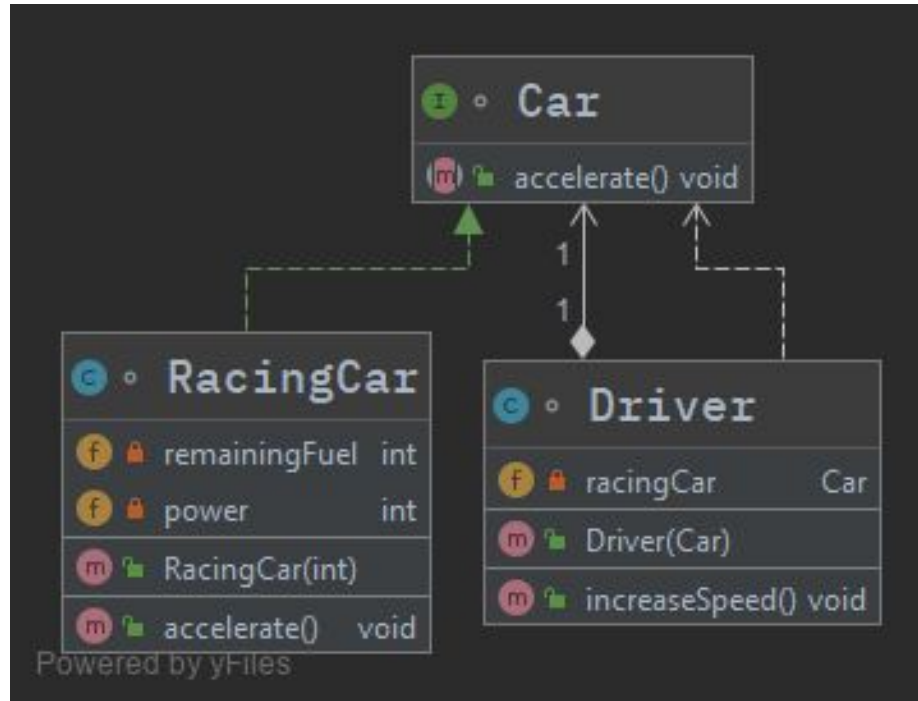 Car
accelerate() void
1
1
RacingCar
remainingFuel int
power int
RacingCar(int)
accelerate() void
Driver
racingCar Car
Driver(Car)
increaseSpeed() void
Powered by yFiles